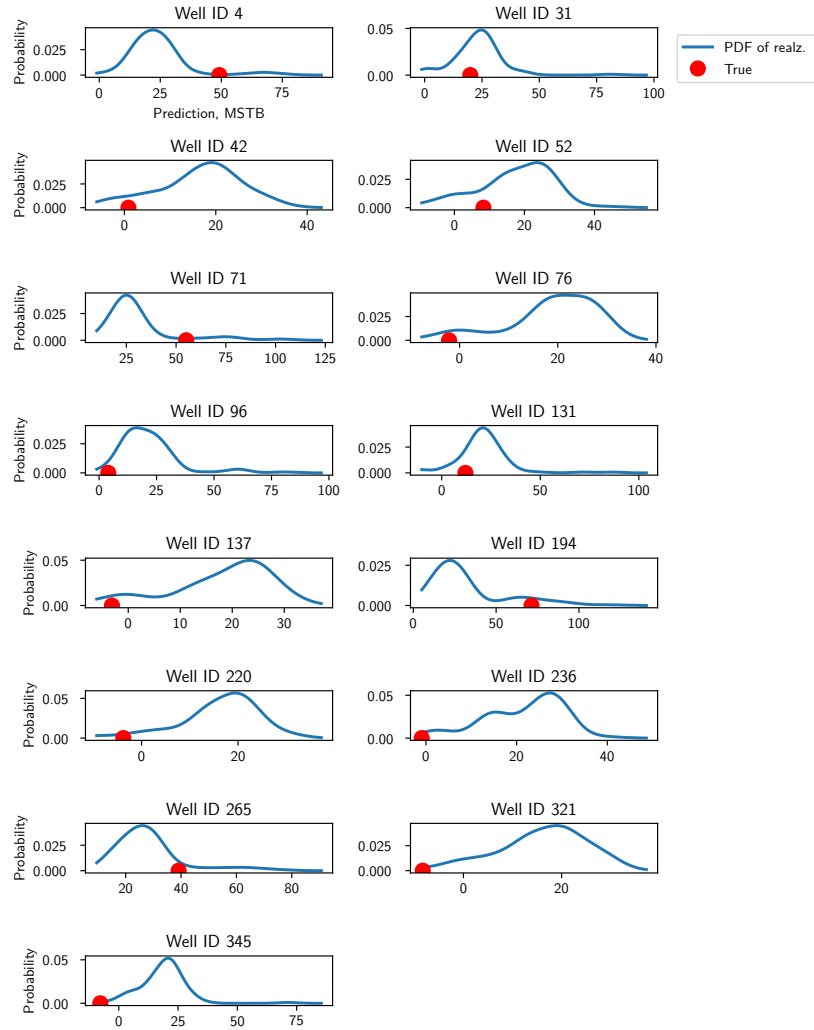 Well ID 4
Probability
0.025
0.000
0 25 50 75
Prediction, MSTB
Well ID 31
0.05
0.00
0 25 50 75 100
PDF of realz.
True
Well ID 42
Probability
0.025
0.000
0 20 40
Well ID 52
0.025
0.000
0 20 40
Well ID 71
Probability
0.025
0.000
25 50 75 100 125
Well ID 76
0.025
0.000
0 20 40
Well ID 96
Probability
0.025
0.000
0 25 50 75 100
Well ID 131
0.025
0.000
0 50 100
Well ID 137
Probability
0.05
0.00
0 10 20 30
Well ID 194
0.025
0.000
0 50 100
Well ID 220
Probability
0.05
0.00
0 20
Well ID 236
0.05
0.00
0 20 40
Well ID 265
Probability
0.025
0.000
20 40 60 80
Well ID 321
0.025
0.000
0 20
Well ID 345
Probability
0.05
0.00
0 25 50 75